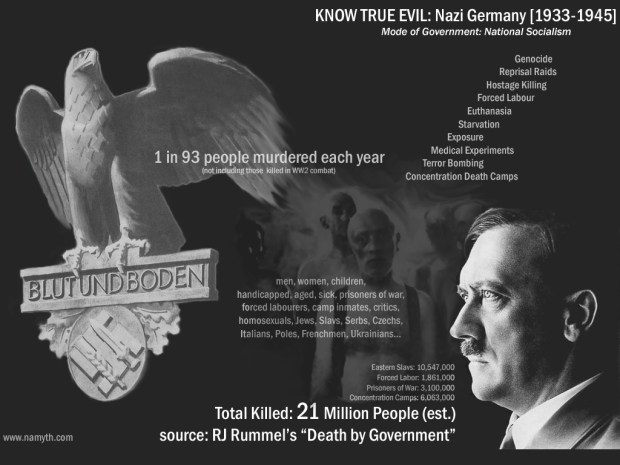 KNOW TRUE EVIL: Nazi Germany [1933-1945]
Mode of Government: National Socialism
Genocide
Reprisal Raids
Hostage Killing
Forced Labour
Euthanasia
Starvation
Exposure
Medical Experiments
Terror Bombing
Concentration Death Camps
1 in 93 people murdered each year
(not including those killed in WW2 combat)
BLUT UND BODEN
men, women, children,
handicapped, aged, sick, prisoners of war,
forced labourers, camp inmates, critics,
homosexuals, Jews, Slavs, Serbs, Czechs,
Italians, Poles, Frenchmen, Ukrainians...
Eastern Slavs: 10,547,000
Forced Labor: 1,861,000
Prisoners of War: 3,100,000
Concentration Camps: 6,063,000
Total Killed: 21 Million People (est.)
source: RJ Rummel's "Death by Government"
www.namyth.com